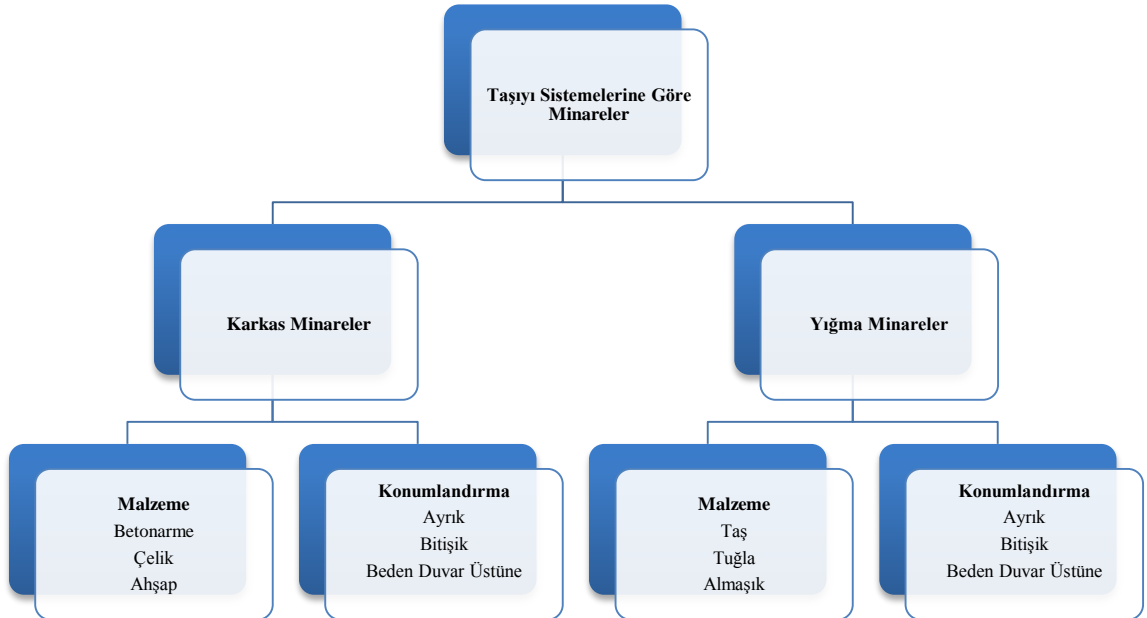 Taşıyı Sistemelerine Göre
Minareler
Karkas Minareler
Yığma Minareler
Malzeme
Betonarme
Çelik
Ahşap
Konumlandırma
Ayrık
Bitişik
Beden Duvar Üstüne
Malzeme
Taş
Tuğla
Almaşık
Konumlandırma
Ayrık
Bitişik
Beden Duvar Üstüne